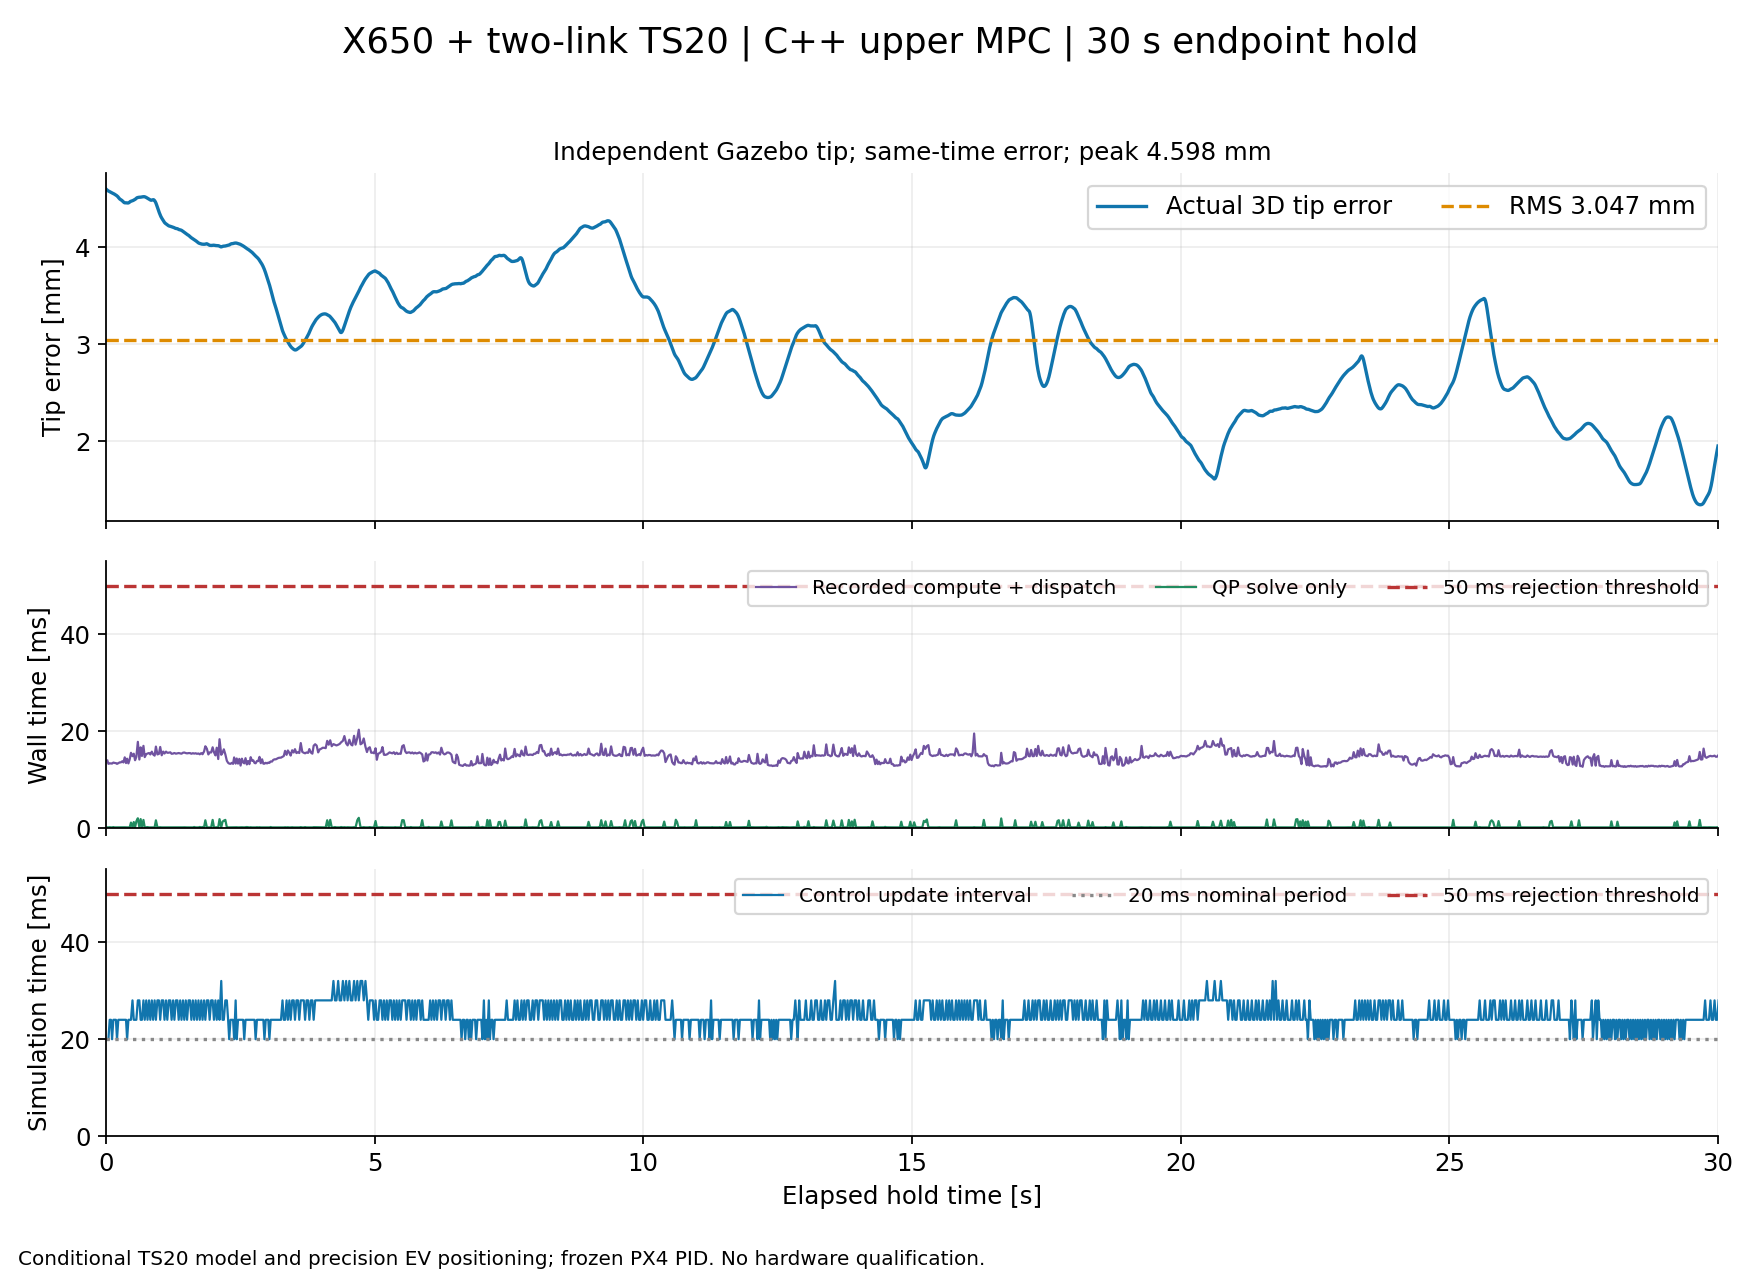 X650 + two-link TS20 | C++ upper MPC | 30 s endpoint hold
Independent Gazebo tip; same-time error; peak 4.598 mm
Actual 3D tip error
RMS 3.047 mm
Tip error [mm]
4
3
2
Recorded compute + dispatch
QP solve only
50 ms rejection threshold
Wall time [ms]
40
20
0
Control update interval
20 ms nominal period
50 ms rejection threshold
Simulation time [ms]
40
20
0
0
5
10
15
20
25
30
Elapsed hold time [s]
Conditional TS20 model and precision EV positioning; frozen PX4 PID. No hardware qualification.